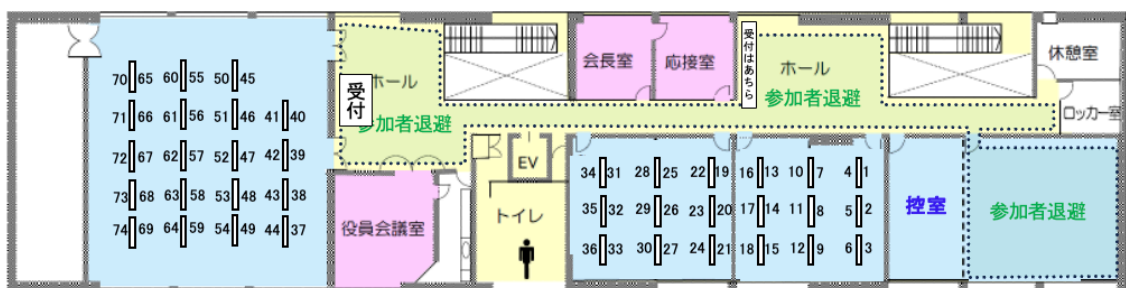 会長室
応接室
受付はあちら
ホール
参加者退避
休憩室
ロッカー室
ホール
受付
参加者退避
70 65 60 55 50 45
71 66 61 56 51 46 41 40
72 67 62 57 52 47 42 39
73 68 63 58 53 48 43 38
74 69 64 59 54 49 44 37
役員会議室
EV
トイレ
34 31 28 25 22 19
35 32 29 26 23 20
36 33 30 27 24 21
16 13 10 7 4 1
17 14 11 8 5 2
18 15 12 9 6 3
控室
参加者退避